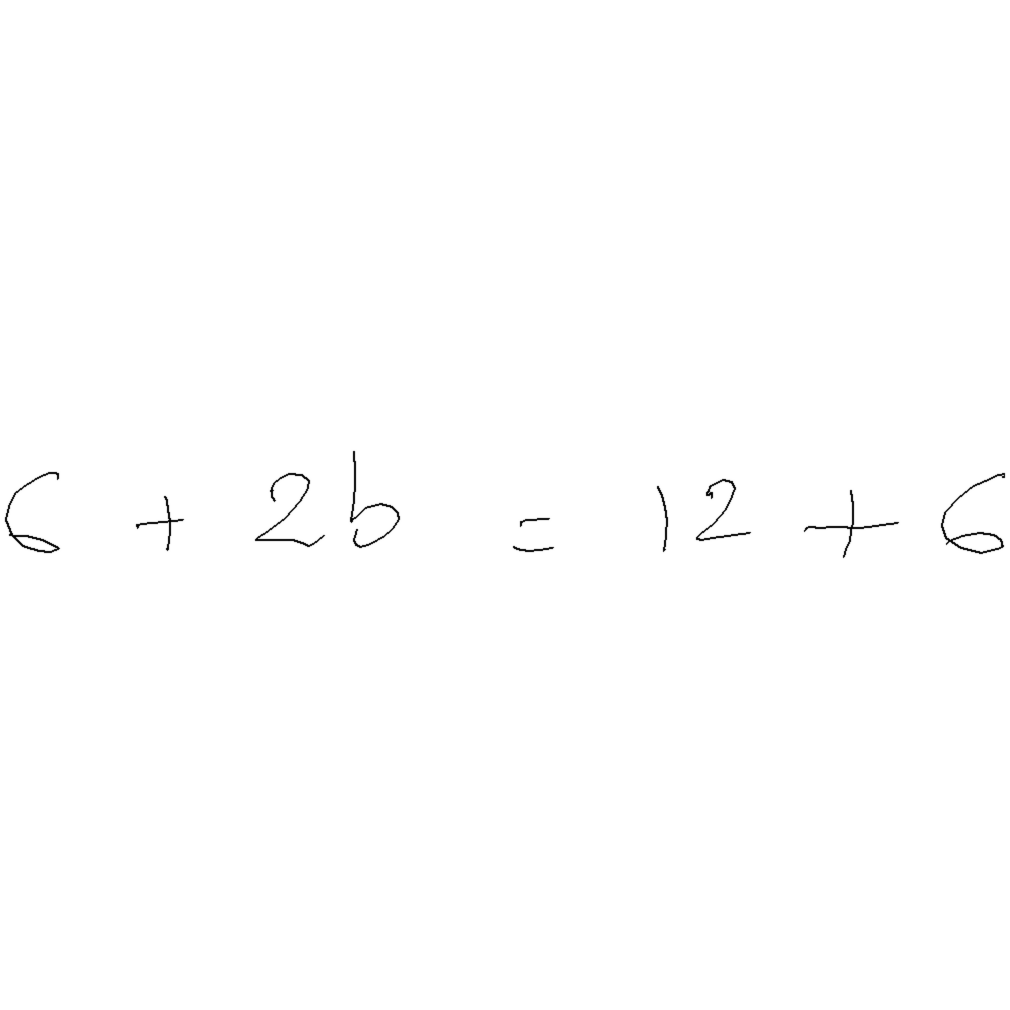 6 + 2b = 12 + 6